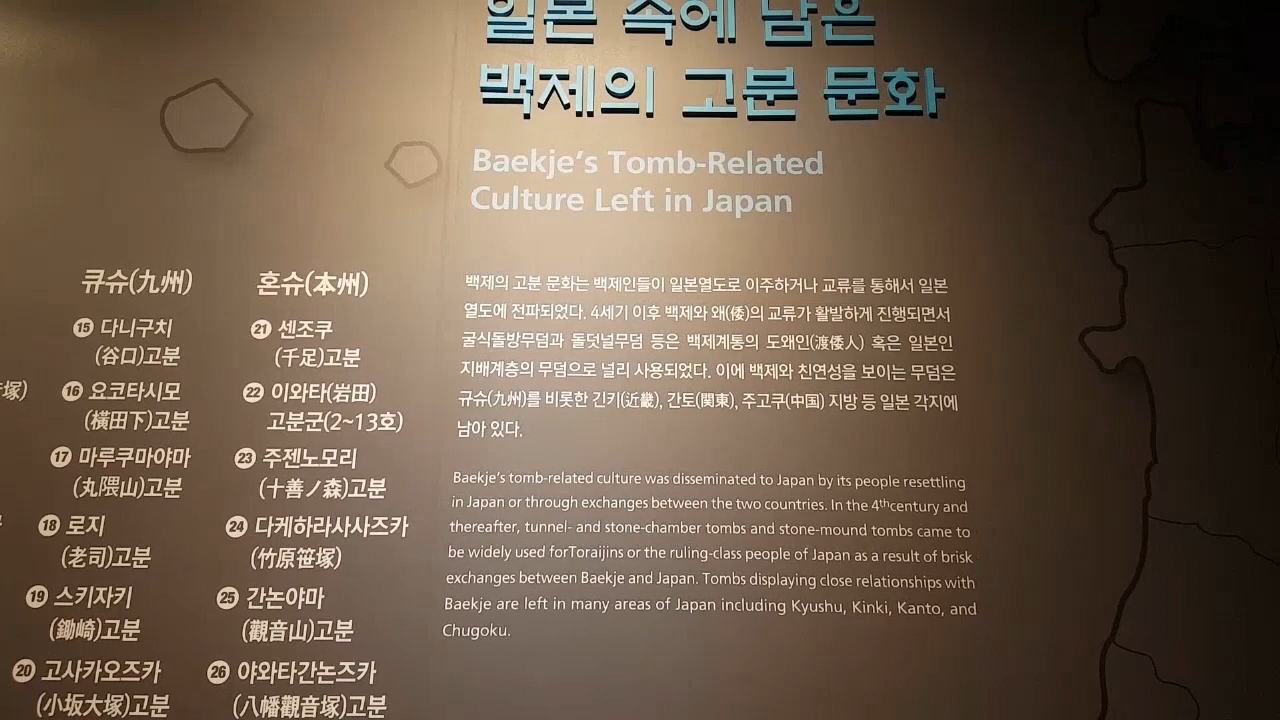 일본 속에 남은
백제의 고분 문화
Baekje's Tomb-Related
Culture Left in Japan
큐슈(九州)
15 다니구치
(谷口)고분
16 요코타시모
(横田下)고분
17 마루쿠마야마
(丸隈山)고분
18 로지
(老司)고분
19 스키자키
(鋤崎)고분
20 고사카오즈카
(小坂大塚)고분
혼슈(本州)
21 센조쿠
(千足)고분
22 이와타(岩田)
고분군(2~13호)
23 주젠노모리
(十善ノ森)고분
24 다케하라사사즈카
(竹原笹塚)
25 간논야마
(觀音山)고분
26 야와타간논즈카
(八幡觀音塚)고분
백제의 고분 문화는 백제인들이 일본열도로 이주하거나 교류를 통해서 일본
열도에 전파되었다. 4세기 이후 백제와 왜(倭)의 교류가 활발하게 진행되면서
굴식돌방무덤과 돌덧널무덤 등은 백제계통의 도왜인(渡倭人) 혹은 일본인
지배계층의 무덤으로 널리 사용되었다. 이에 백제와 친연성을 보이는 무덤은
규슈(九州)를 비롯한 긴키(近畿), 간토(関東), 주고쿠(中国) 지방 등 일본 각지에
남아 있다.
Baekje's tomb-related culture was disseminated to Japan by its people resettling
in Japan or through exchanges between the two countries. In the 4thcentury and
thereafter, tunnel- and stone-chamber tombs and stone-mound tombs came to
be widely used forToraijins or the ruling-class people of Japan as a result of brisk
exchanges between Baekje and Japan. Tombs displaying close relationships with
Baekje are left in many areas of Japan including Kyushu, Kinki, Kanto, and
Chugoku.